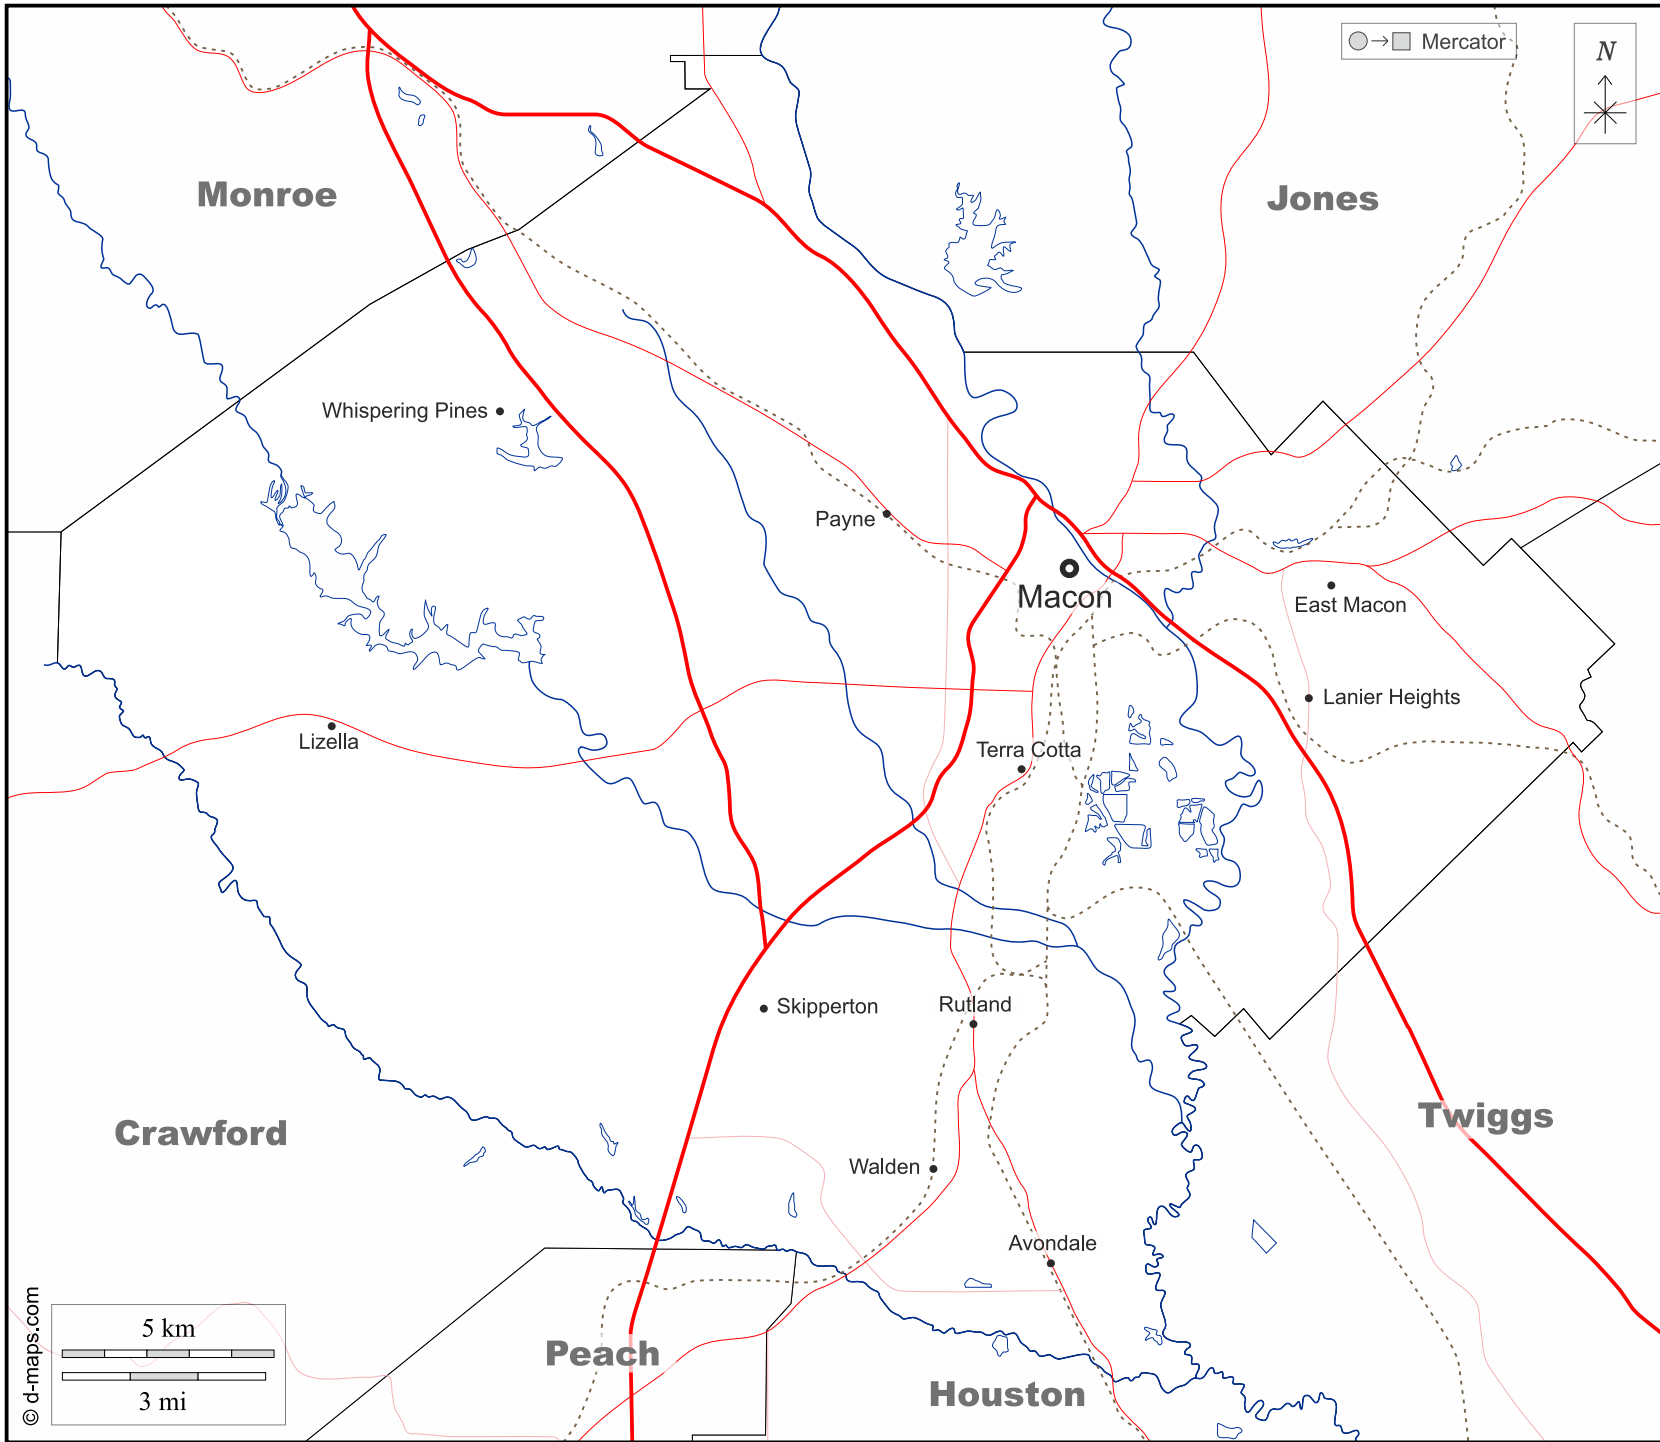 Mercator
N
Monroe
Jones
Whispering Pines
Payne
Macon
East Macon
Lanier Heights
Lizella
Terra Cotta
Skipperton
Rutland
Crawford
Twiggs
Walden
Avondale
Peach
Houston
5 km
3 mi
© d-maps.com